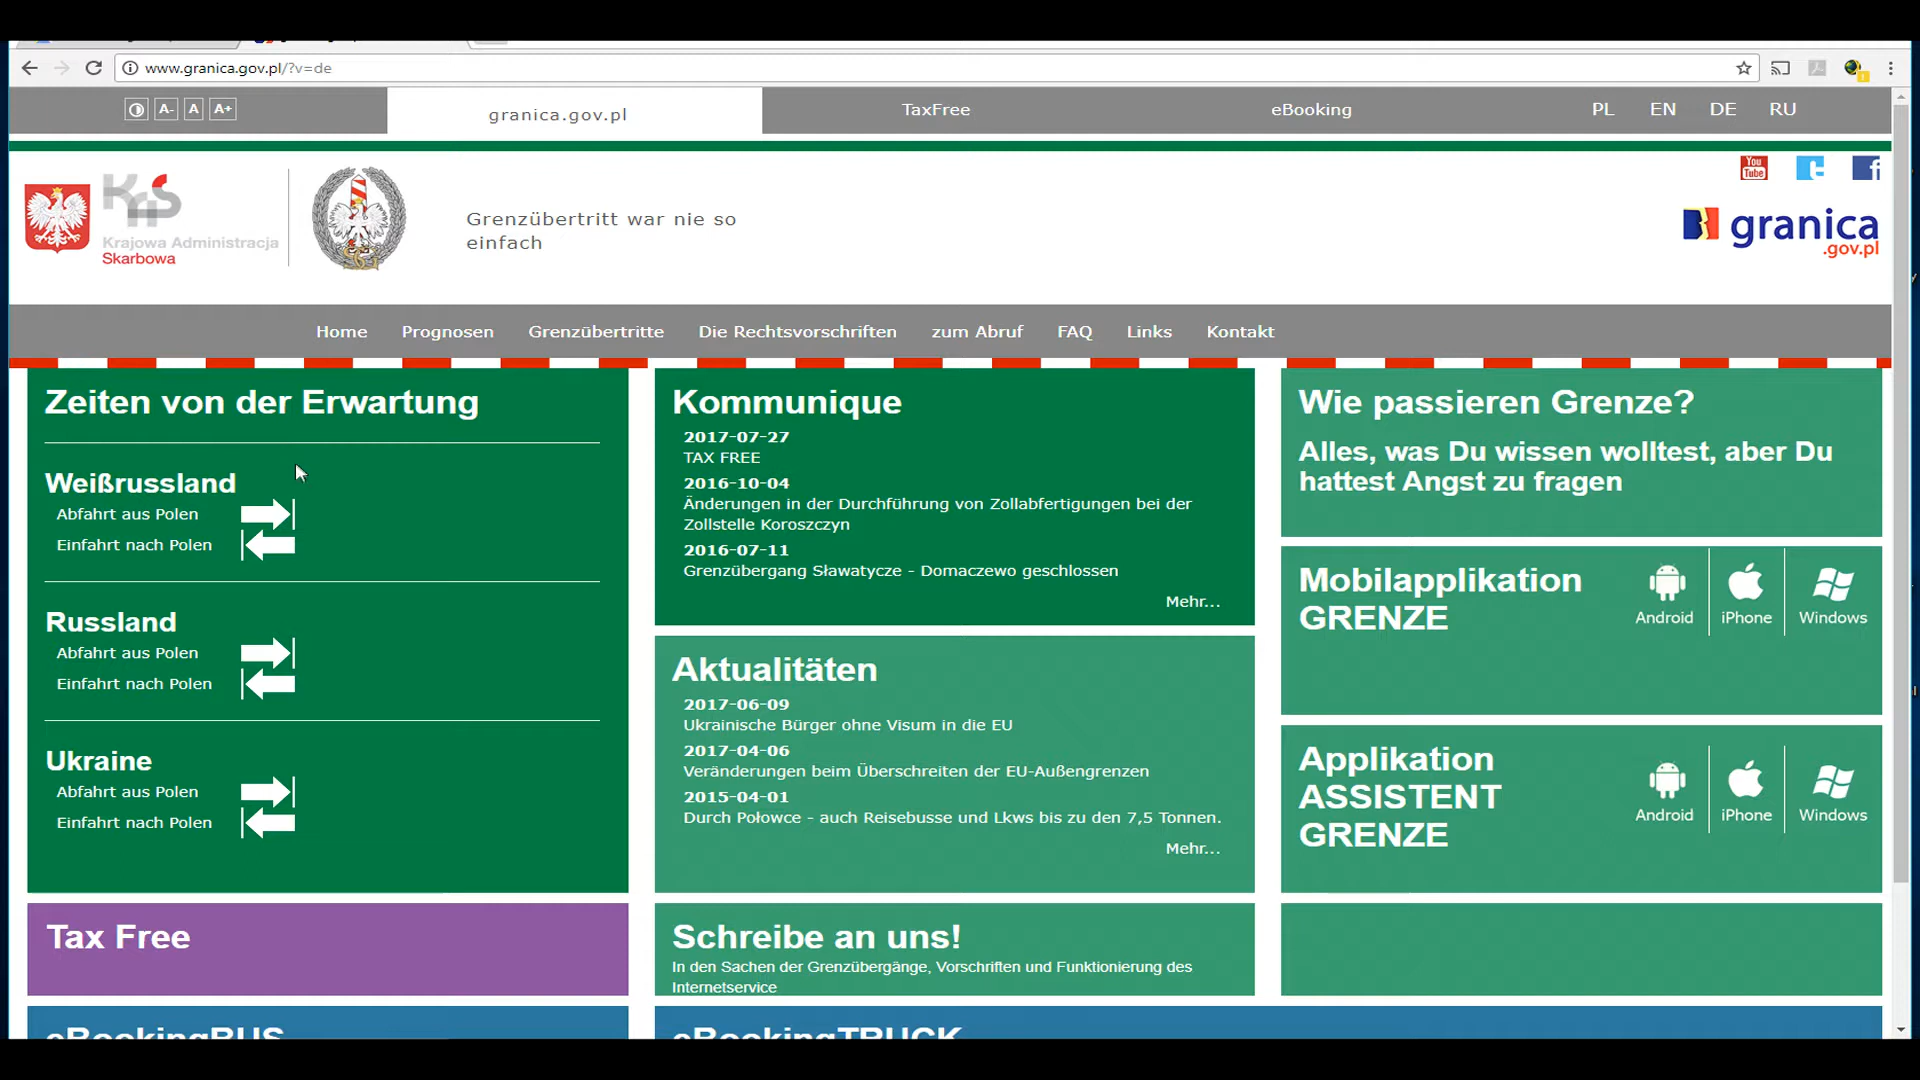 www.granica.gov.pl/?v=de
A- A A+
granica.gov.pl
TaxFree
eBooking
PL EN DE RU
You Tube
KAS
Krajowa Administracja
Skarbowa
Grenzübertritt war nie so
einfach
granica
.gov.pl
Home Prognosen Grenzübertritte Die Rechtsvorschriften zum Abruf FAQ Links Kontakt
Zeiten von der Erwartung
Weißrussland
Abfahrt aus Polen
Einfahrt nach Polen
Russland
Abfahrt aus Polen
Einfahrt nach Polen
Ukraine
Abfahrt aus Polen
Einfahrt nach Polen
Kommunique
2017-07-27
TAX FREE
2016-10-04
Änderungen in der Durchführung von Zollabfertigungen bei der
Zollstelle Koroszczyn
2016-07-11
Grenzübergang Sławatycze - Domaczewo geschlossen
Mehr...
Aktualitäten
2017-06-09
Ukrainische Bürger ohne Visum in die EU
2017-04-06
Veränderungen beim Überschreiten der EU-Außengrenzen
2015-04-01
Durch Połowce - auch Reisebusse und Lkws bis zu den 7,5 Tonnen.
Mehr...
Wie passieren Grenze?
Alles, was Du wissen wolltest, aber Du
hattest Angst zu fragen
Mobilapplikation
GRENZE
Android iPhone Windows
Applikation
ASSISTENT
GRENZE
Android iPhone Windows
Tax Free
Schreibe an uns!
In den Sachen der Grenzübergänge, Vorschriften und Funktionierung des
Internetservice
eBookingBUS
eBookingTRUCK